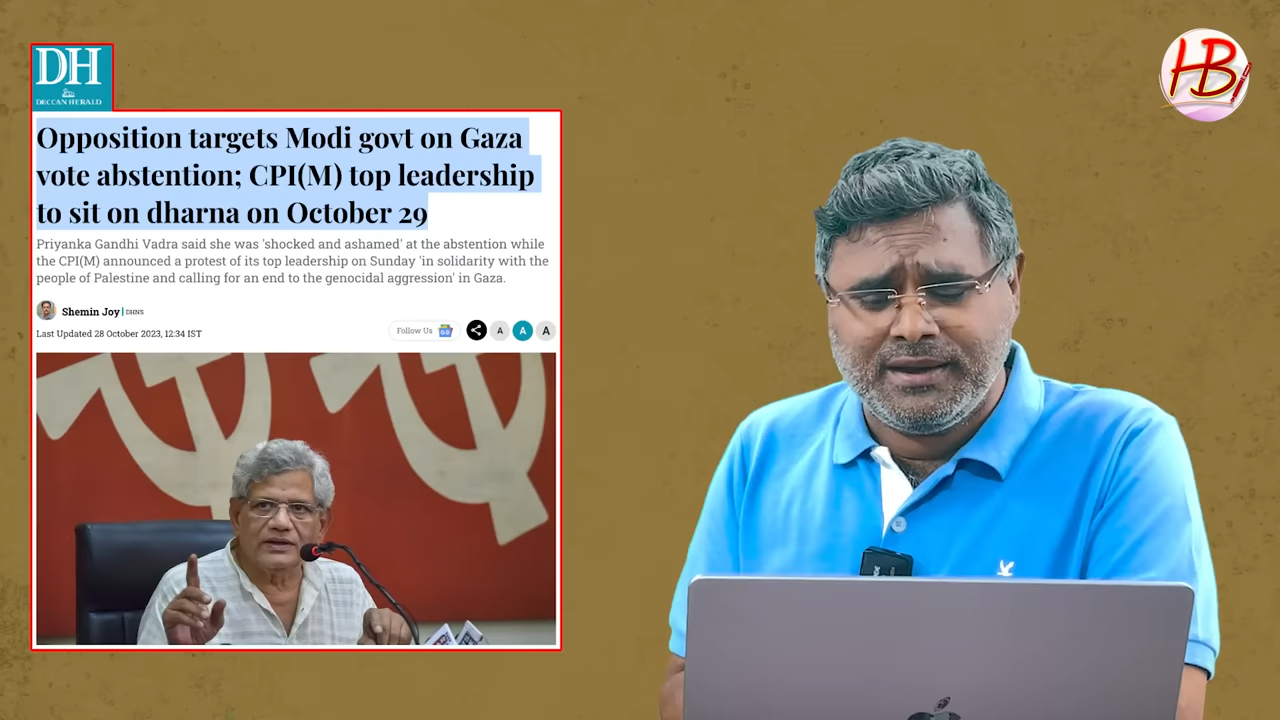 DH
DECCAN HERALD
HB
Opposition targets Modi govt on Gaza
vote abstention; CPI(M) top leadership
to sit on dharna on October 29
Priyanka Gandhi Vadra said she was 'shocked and ashamed' at the abstention while
the CPI(M) announced a protest of its top leadership on Sunday 'in solidarity with the
people of Palestine and calling for an end to the genocidal aggression' in Gaza.
Shemin Joy | DHNS
Last Updated 28 October 2023, 12:34 IST
Follow Us
A A A